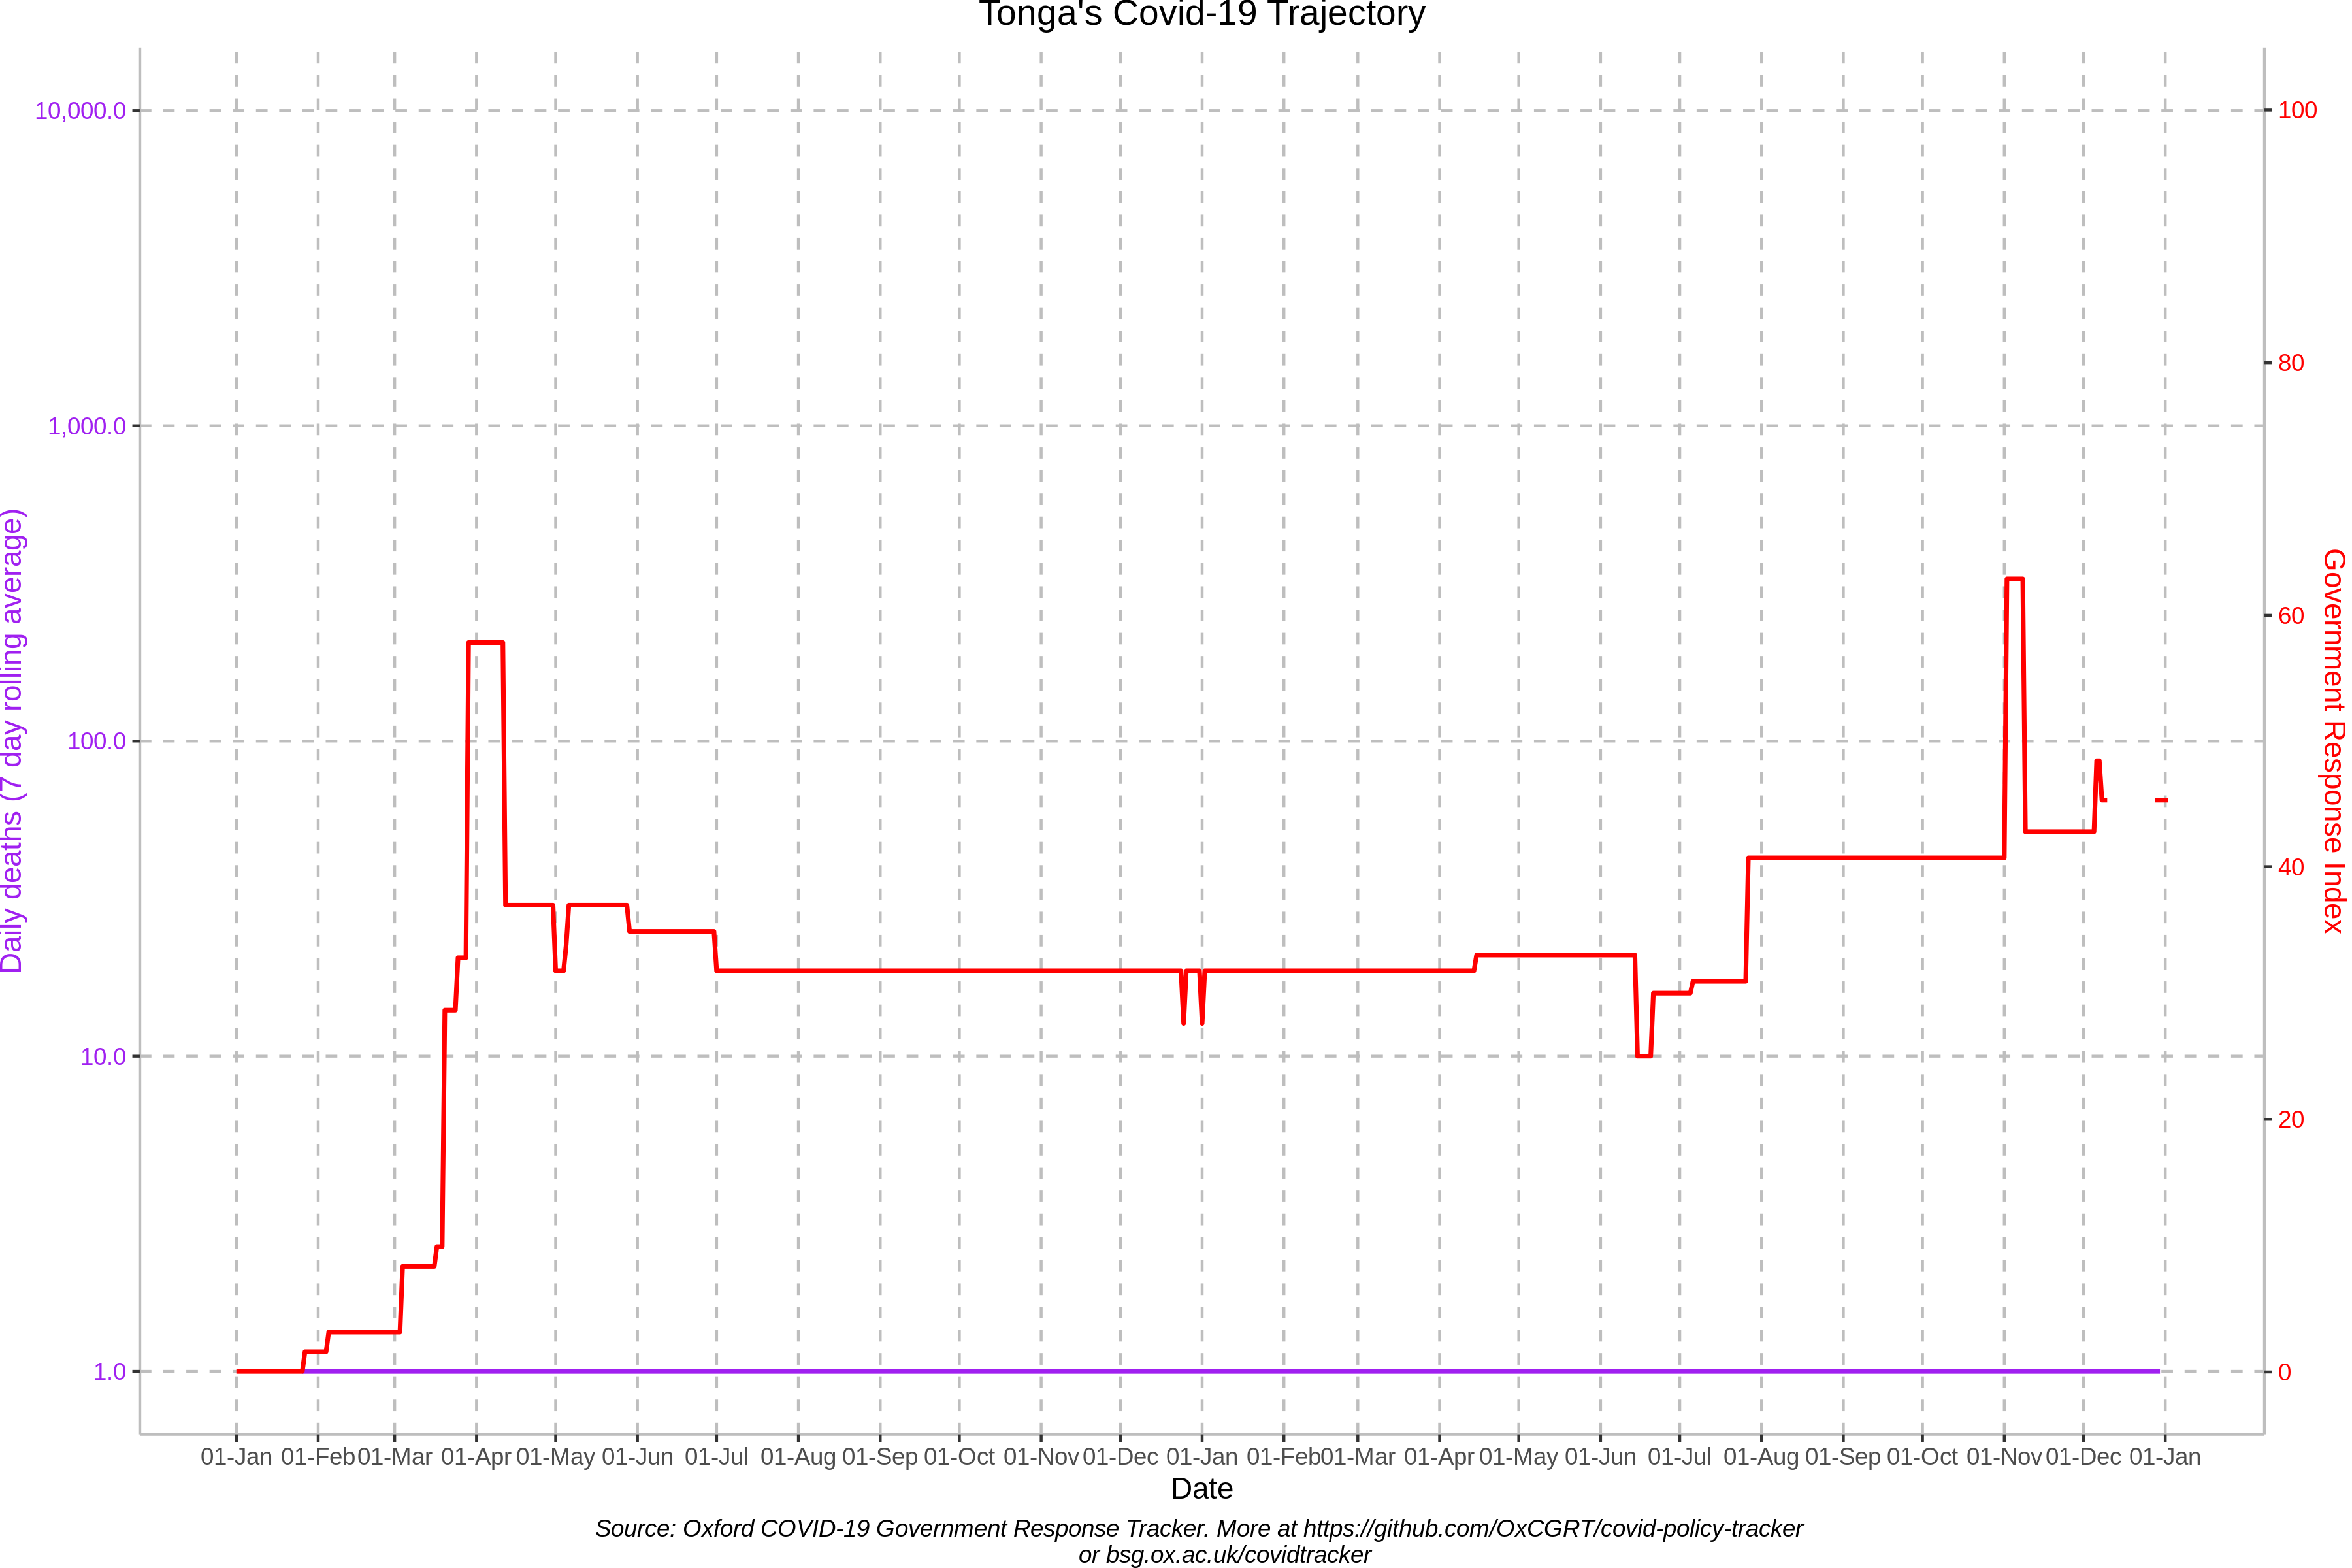 Tonga's Covid-19 Trajectory
10,000.0
1,000.0
100.0
10.0
1.0
Daily deaths (7 day rolling average)
100
80
60
40
20
0
Government Response Index
01-Jan 01-Feb 01-Mar 01-Apr 01-May 01-Jun 01-Jul 01-Aug 01-Sep 01-Oct 01-Nov 01-Dec 01-Jan 01-Feb 01-Mar 01-Apr 01-May 01-Jun 01-Jul 01-Aug 01-Sep 01-Oct 01-Nov 01-Dec 01-Jan
Date
Source: Oxford COVID-19 Government Response Tracker. More at https://github.com/OxCGRT/covid-policy-tracker
or bsg.ox.ac.uk/covidtracker